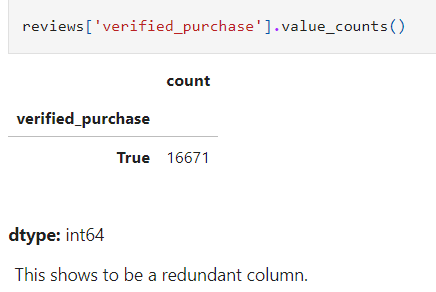 reviews['verified_purchase'].value_counts()
count
verified_purchase
True 16671
dtype: int64
This shows to be a redundant column.